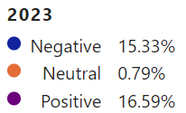 2023
Negative 15.33%
Neutral 0.79%
Positive 16.59%